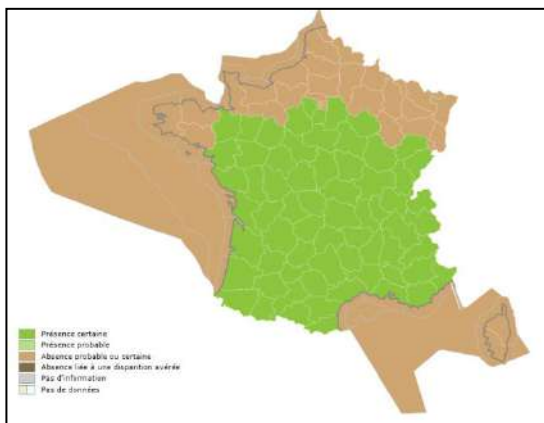 Présence certaine
Présence probable
Absence probable ou certaine
Absence liée à une disparition avérée
Pas d'information
Pas de données